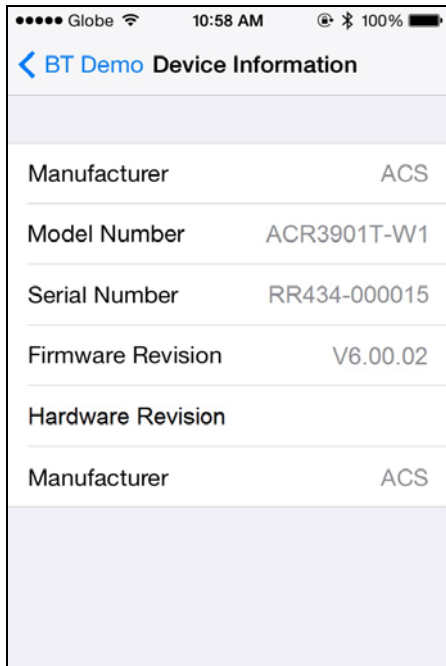 Globe 10:58 AM 100%
BT Demo Device Information
Manufacturer ACS
Model Number ACR3901T-W1
Serial Number RR434-000015
Firmware Revision V6.00.02
Hardware Revision
Manufacturer ACS